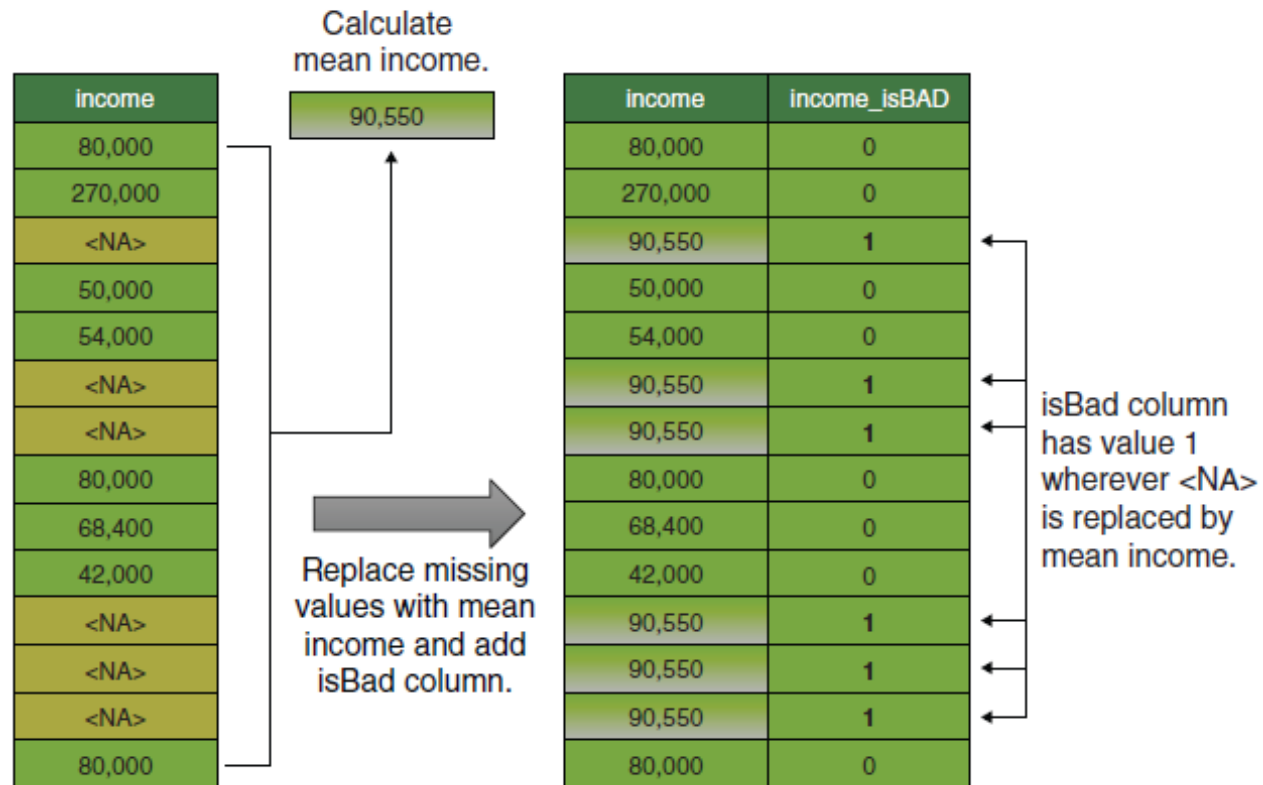 Calculate
mean income.
90,550
income
80,000
270,000
<NA>
50,000
54,000
<NA>
<NA>
80,000
68,400
42,000
<NA>
<NA>
<NA>
80,000
Replace missing
values with mean
income and add
isBad column.
income income_isBAD
80,000 0
270,000 0
90,550 1
50,000 0
54,000 0
90,550 1
90,550 1
80,000 0
68,400 0
42,000 0
90,550 1
90,550 1
90,550 1
80,000 0
isBad column
has value 1
wherever <NA>
is replaced by
mean income.